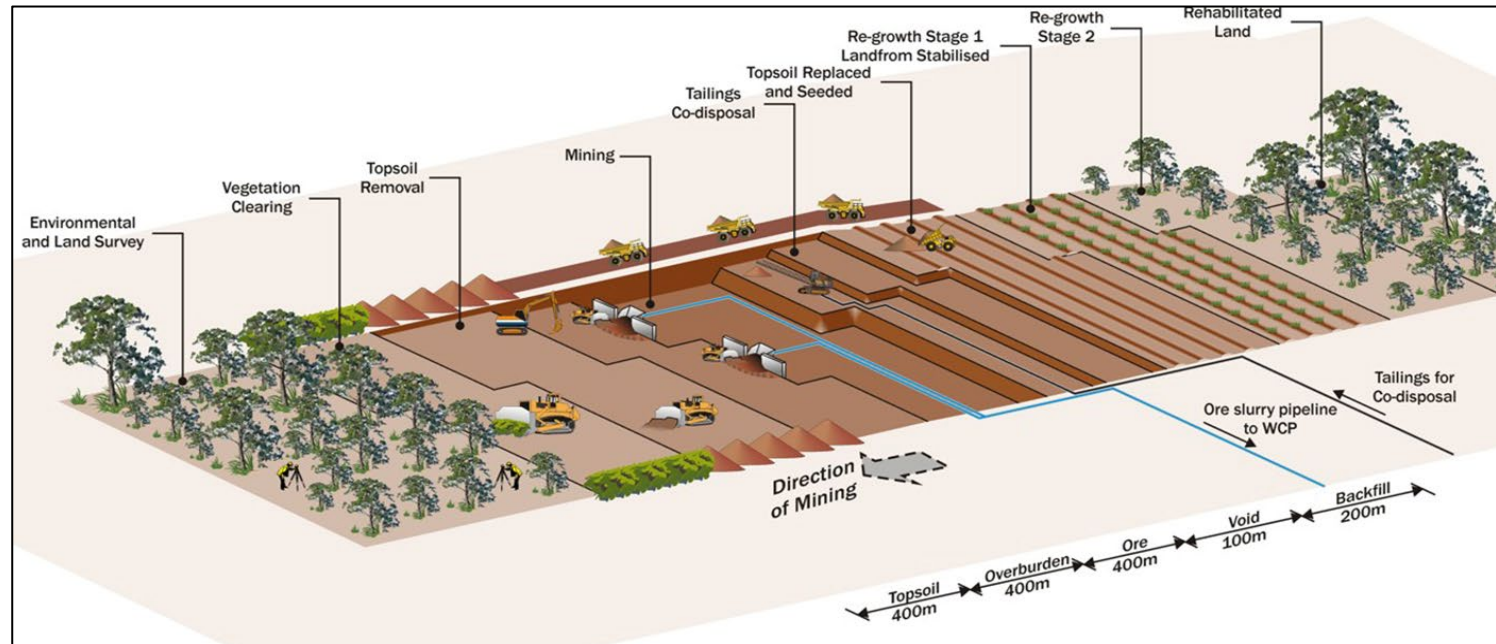 Environmental
and Land Survey
Vegetation
Clearing
Topsoil
Removal
Mining
Tailings
Co-disposal
Topsoil Replaced
and Seeded
Re-growth Stage 1
Landfrom Stabilised
Re-growth
Stage 2
Rehabilitated
Land
Tailings for
Co-disposal
Ore slurry pipeline
to WCP
Direction
of Mining
Topsoil
400m
Overburden
400m
Ore
400m
Void
100m
Backfill
200m